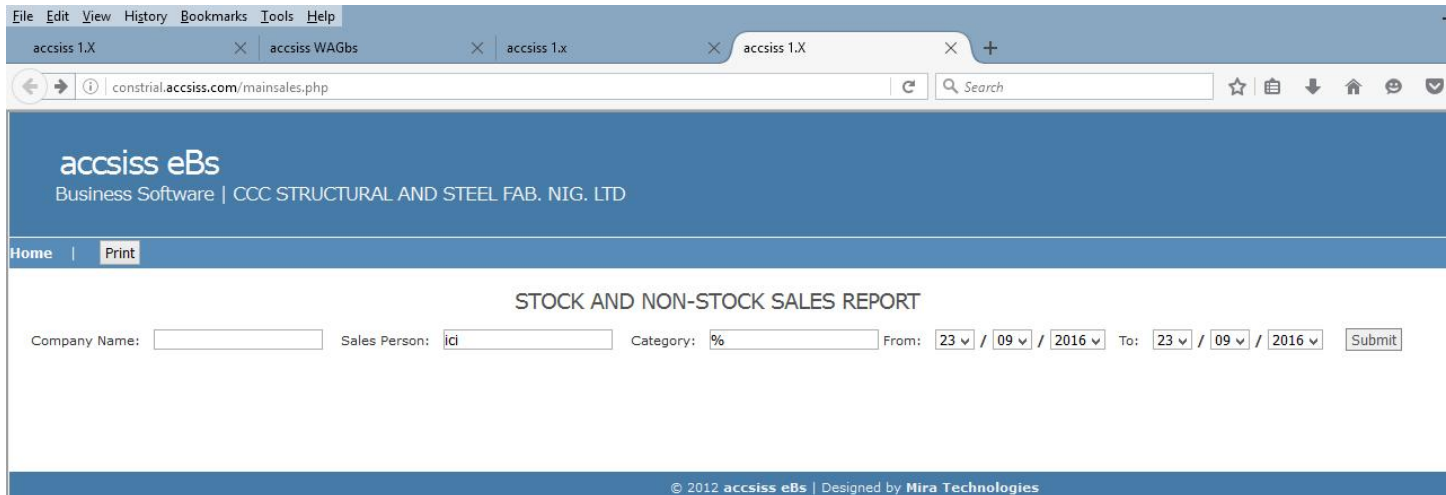 File Edit View History Bookmarks Tools Help
accsiss 1.X accsiss WAGbs accsiss 1.x accsiss 1.X
constrial.accsiss.com/mainsales.php Search
accsiss eBs
Business Software | CCC STRUCTURAL AND STEEL FAB. NIG. LTD
Home | Print
STOCK AND NON-STOCK SALES REPORT
Company Name: Sales Person: ici Category: % From: 23 / 09 / 2016 To: 23 / 09 / 2016 Submit
© 2012 accsiss eBs | Designed by Mira Technologies